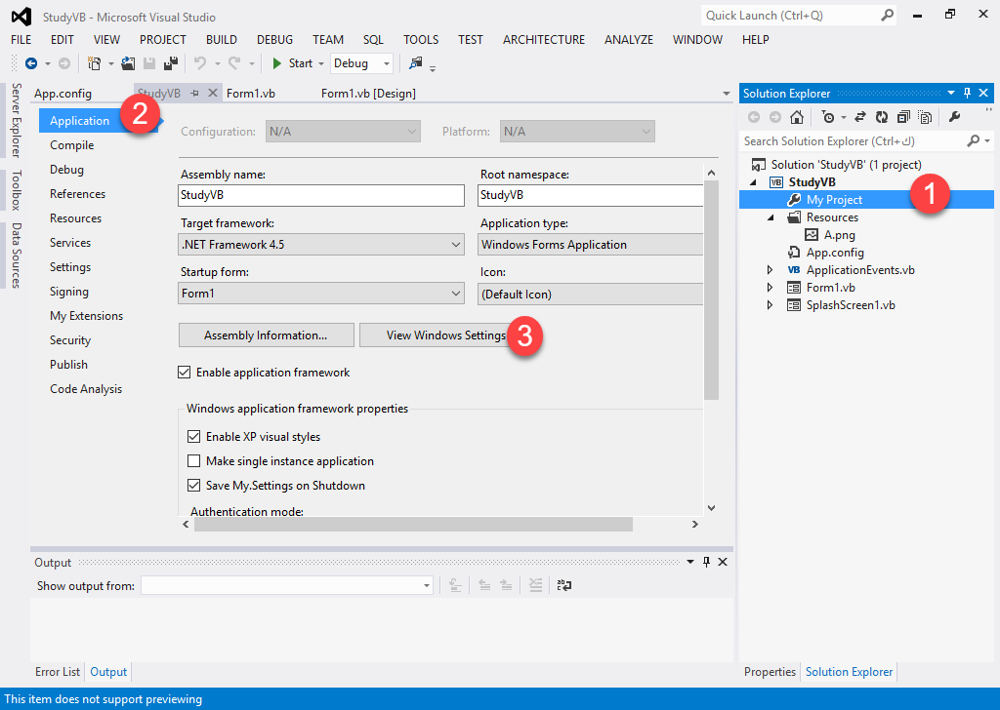 StudyVB - Microsoft Visual Studio
Quick Launch (Ctrl+Q)
FILE EDIT VIEW PROJECT BUILD DEBUG TEAM SQL TOOLS TEST ARCHITECTURE ANALYZE WINDOW HELP
Start Debug
Server Explorer
Toolbox
Data Sources
App.config StudyVB Form1.vb Form1.vb [Design]
Application
2
Compile
Debug
References
Resources
Services
Settings
Signing
My Extensions
Security
Publish
Code Analysis
Configuration: N/A Platform: N/A
Assembly name: Root namespace:
StudyVB StudyVB
Target framework: Application type:
.NET Framework 4.5 Windows Forms Application
Startup form: Icon:
Form1 (Default Icon)
Assembly Information... View Windows Settings
3
Enable application framework
Windows application framework properties
Enable XP visual styles
Make single instance application
Save My.Settings on Shutdown
Authentication mode:
Output
Show output from:
Error List Output
Solution Explorer
Search Solution Explorer (Ctrl+ك)
Solution 'StudyVB' (1 project)
VB StudyVB
My Project
1
Resources
A.png
App.config
VB ApplicationEvents.vb
Form1.vb
SplashScreen1.vb
Properties Solution Explorer
This item does not support previewing